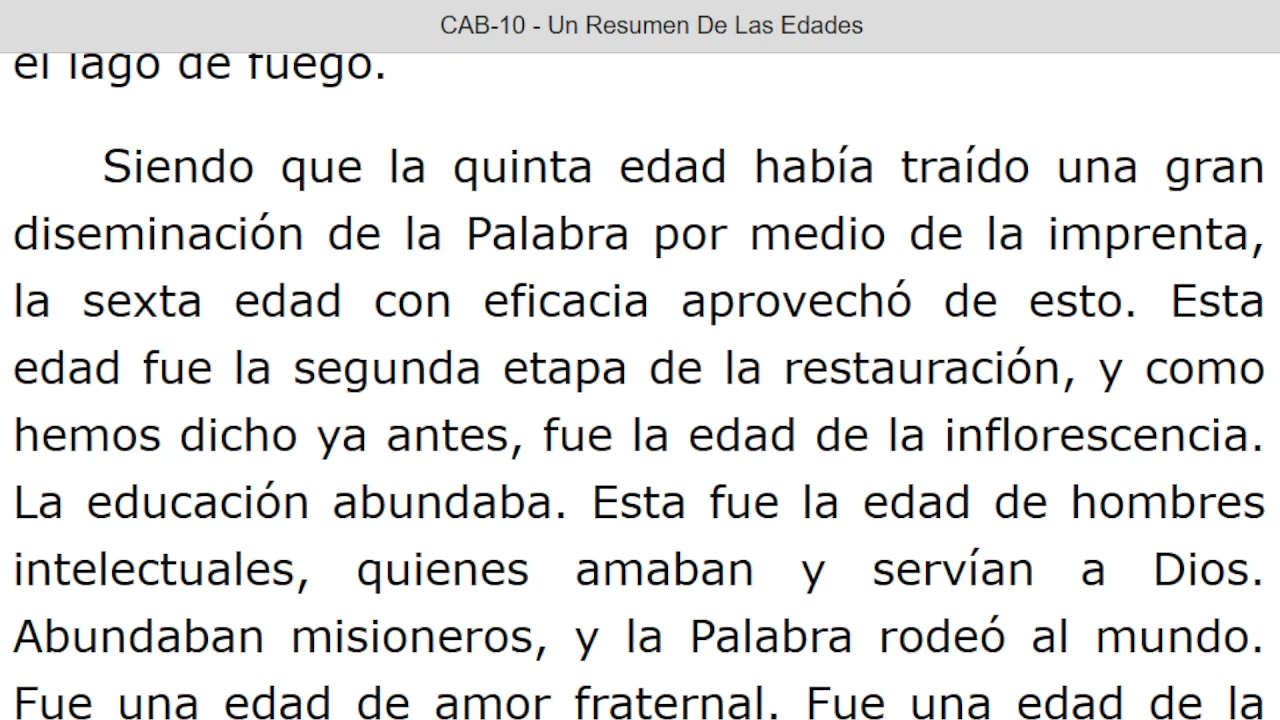 CAB-10 - Un Resumen De Las Edades
el lago de fuego.
Siendo que la quinta edad había traído una gran
diseminación de la Palabra por medio de la imprenta,
la sexta edad con eficacia aprovechó de esto. Esta
edad fue la segunda etapa de la restauración, y como
hemos dicho ya antes, fue la edad de la inflorescencia.
La educación abundaba. Esta fue la edad de hombres
intelectuales, quienes amaban y servían a Dios.
Abundaban misioneros, y la Palabra rodeó al mundo.
Fue una edad de amor fraternal. Fue una edad de la